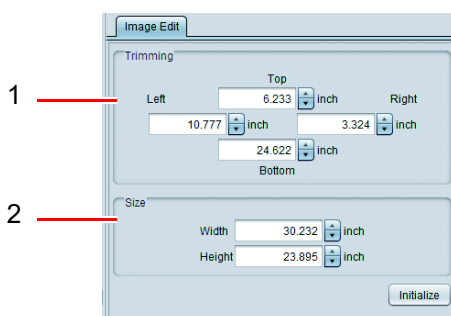 Image Edit
Trimming
Top
1 Left 6.233 inch Right
10.777 inch 3.324 inch
24.622 inch
Bottom
2 Size
Width 30.232 inch
Height 23.895 inch
Initialize